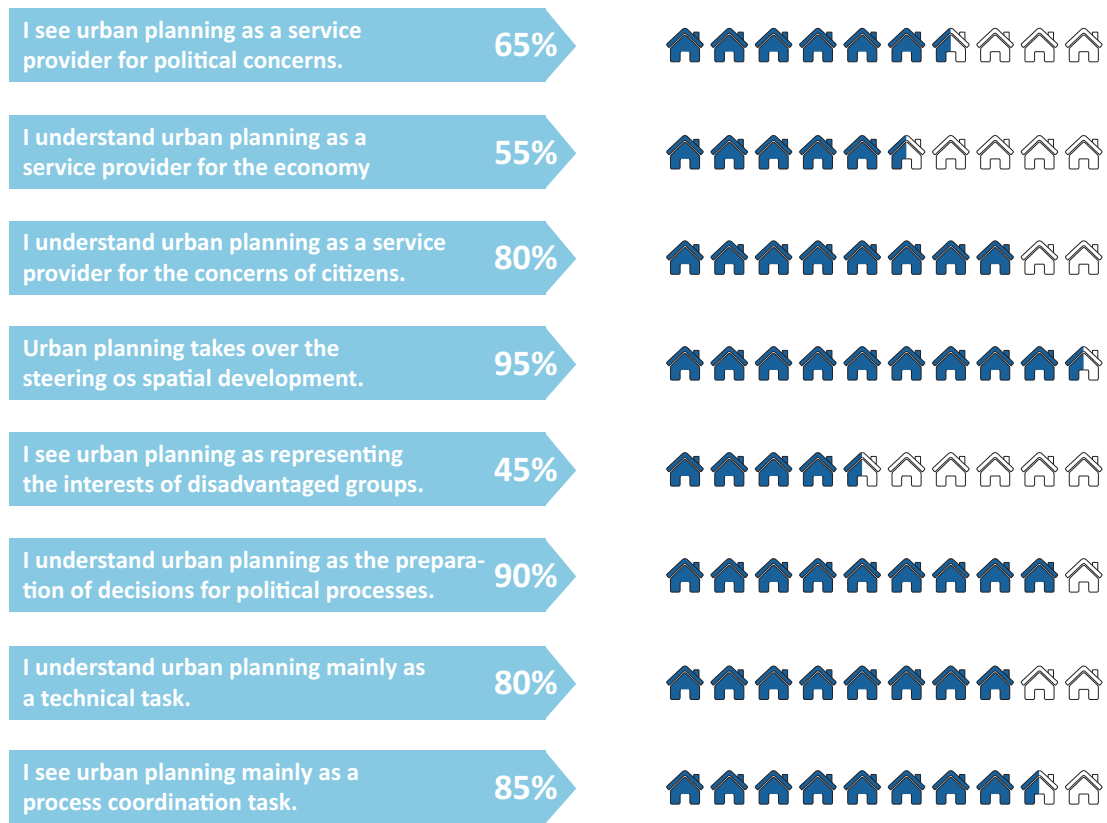 I see urban planning as a service
provider for political concerns.
65%
I understand urban planning as a
service provider for the economy
55%
I understand urban planning as a service
provider for the concerns of citizens.
80%
Urban planning takes over the
steering os spatial development.
95%
I see urban planning as representing
the interests of disadvantaged groups.
45%
I understand urban planning as the prepara-
tion of decisions for political processes.
90%
I understand urban planning mainly as
a technical task.
80%
I see urban planning mainly as a
process coordination task.
85%